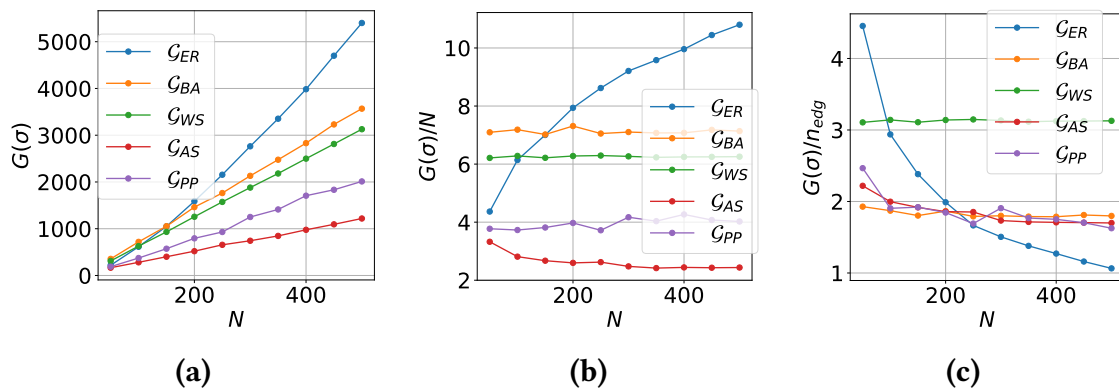 G(σ)
5000
4000
3000
2000
1000
0
200
400
N
𝒢ER
𝒢BA
𝒢WS
𝒢AS
𝒢PP
(a)
G(σ)/N
10
8
6
4
2
200
400
N
𝒢ER
𝒢BA
𝒢WS
𝒢AS
𝒢PP
(b)
G(σ)/nedg
4
3
2
1
200
400
N
𝒢ER
𝒢BA
𝒢WS
𝒢AS
𝒢PP
(c)